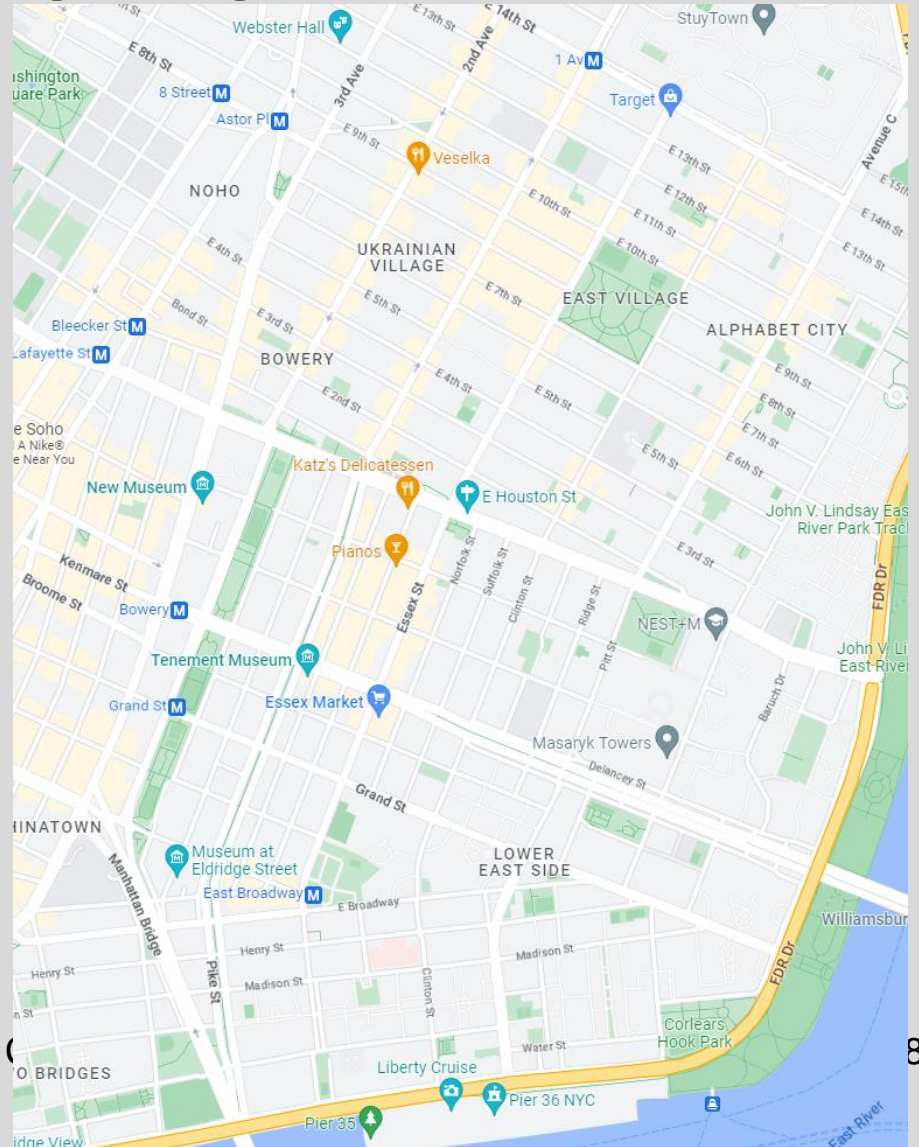 E 13th St
E 14th St
StuyTown
Webster Hall
2nd Ave
E 8th St
1 Av M
3rd Ave
8 Street M
Target
Astor Pl M
Avenue C
E 9th St
Veselka
E 13th St
E 15th
NOHO
E 12th St
E 10th St
E 11th St
E 14th St
E 4th St
UKRAINIAN
VILLAGE
E 10th St
E 13th St
E 5th St
E 7th St
EAST VILLAGE
Bond St
E 3rd St
Bleecker St M
ALPHABET CITY
Lafayette St M
BOWERY
E 4th St
E 9th St
E 2nd St
E 5th St
E 8th St
Soho
A Nike®
Near You
E 7th St
E 5th St
E 6th St
Katz's Delicatessen
New Museum
E Houston St
John V. Lindsay Eas
River Park Trac
Pianos
Norfolk St
Suffolk St
E 3rd St
Kenmare St
Clinton St
FDR Dr
Broome St
Essex St
Ridge St
Bowery M
NEST+M
Pitt St
John V. Li
East River
Tenement Museum
Essex Market
Baruch Dr
Grand St M
Masaryk Towers
Delancey St
Grand St
HINATOWN
LOWER
EAST SIDE
Museum at
Eldridge Street
Manhattan Bridge
East Broadway M
E Broadway
Williamsbur
Henry St
Madison St
FDR Dr
Henry St
Pike St
Madison St
Clinton St
Corlears
Hook Park
Water St
O BRIDGES
8
Liberty Cruise
Pier 36 NYC
Pier 35
East River
idge View